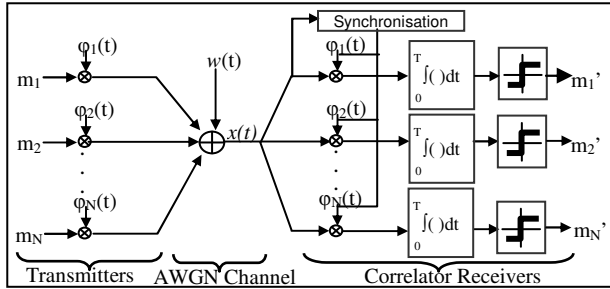 Synchronisation
φ1(t) w(t) φ1(t) T ∫()dt 0
m1 m1’
φ2(t) x(t) φ2(t) T ∫()dt 0
m2 m2’
. . .
φN(t) φN(t) T ∫()dt 0
mN mN’
Transmitters AWGN Channel Correlator Receivers